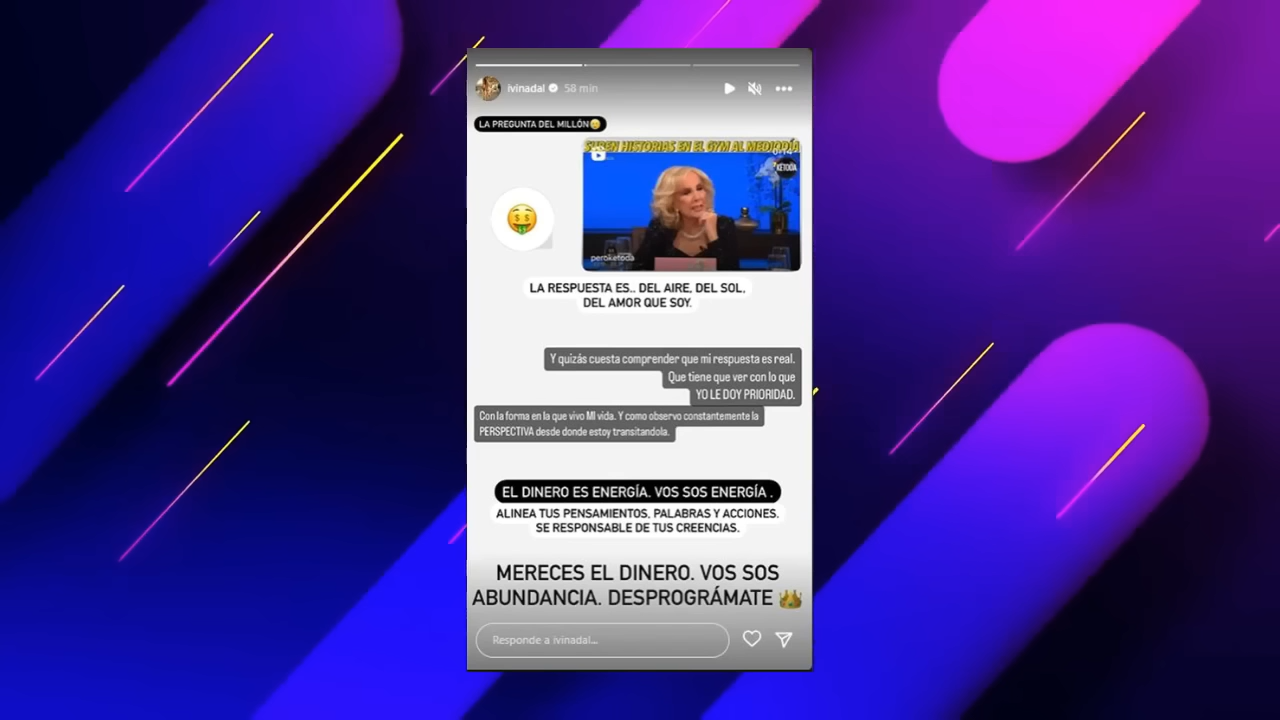 ivinadal 58 min
LA PREGUNTA DEL MILLÓN
SUBEN HISTORIAS EN EL GYM AL MEDIODÍA
0:14
KETODA
peroketoda
LA RESPUESTA ES.. DEL AIRE, DEL SOL,
DEL AMOR QUE SOY.
Y quizás cuesta comprender que mi respuesta es real.
Que tiene que ver con lo que
YO LE DOY PRIORIDAD.
Con la forma en la que vivo MI vida. Y como observo constantemente la
PERSPECTIVA desde donde estoy transitandola.
EL DINERO ES ENERGÍA. VOS SOS ENERGÍA .
ALINEA TUS PENSAMIENTOS, PALABRAS Y ACCIONES.
SE RESPONSABLE DE TUS CREENCIAS.
MERECES EL DINERO. VOS SOS
ABUNDANCIA. DESPROGRÁMATE
Responde a ivinadal...